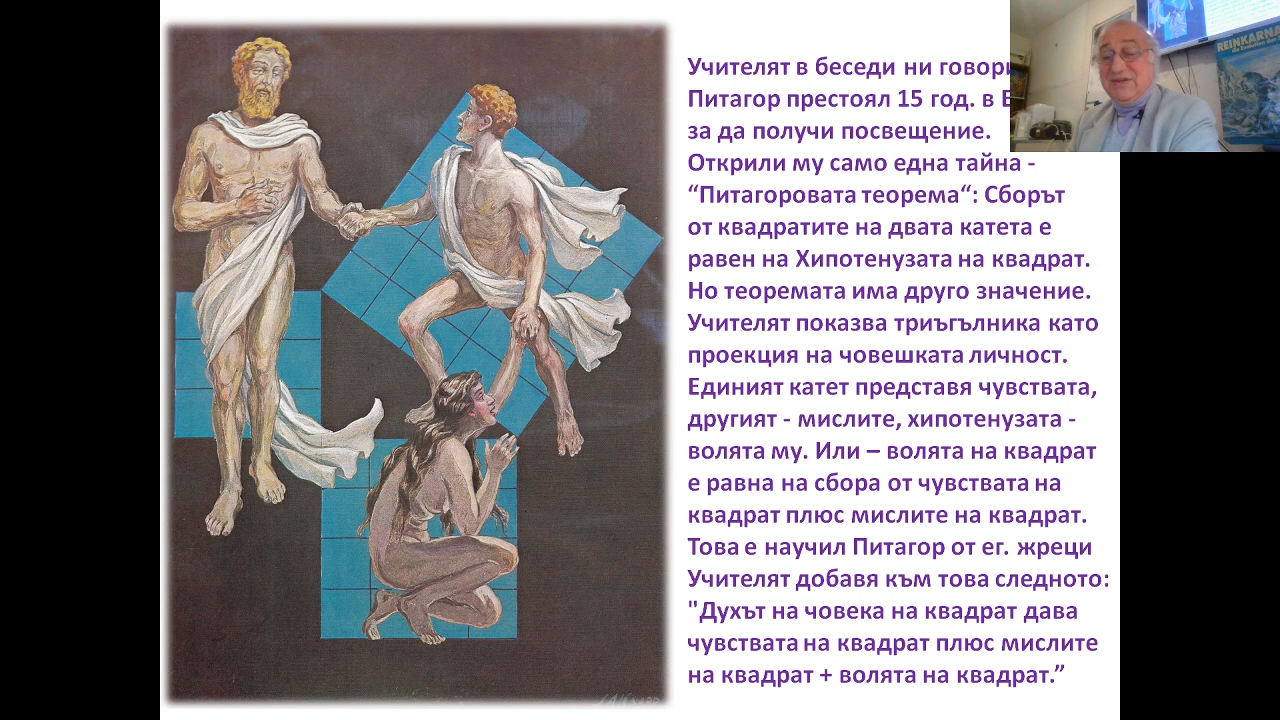 Учителят в беседи ни говори
Питагор престоял 15 год. в Е
за да получи посвещение.
Открили му само една тайна -
“Питагоровата теорема“: Сборът
от квадратите на двата катета е
равен на Хипотенузата на квадрат.
Но теоремата има друго значение.
Учителят показва триъгълника като
проекция на човешката личност.
Единият катет представя чувствата,
другият - мислите, хипотенузата -
волята му. Или – волята на квадрат
е равна на сбора от чувствата на
квадрат плюс мислите на квадрат.
Това е научил Питагор от ег. жреци
Учителят добавя към това следното:
"Духът на човека на квадрат дава
чувствата на квадрат плюс мислите
на квадрат + волята на квадрат.”
REINKARNA